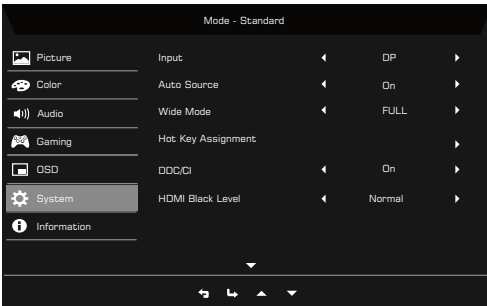 Mode - Standard
Picture
Color
Audio
Gaming
OSD
System
Information
Input DP
Auto Source On
Wide Mode FULL
Hot Key Assignment
DDC/CI On
HDMI Black Level Normal